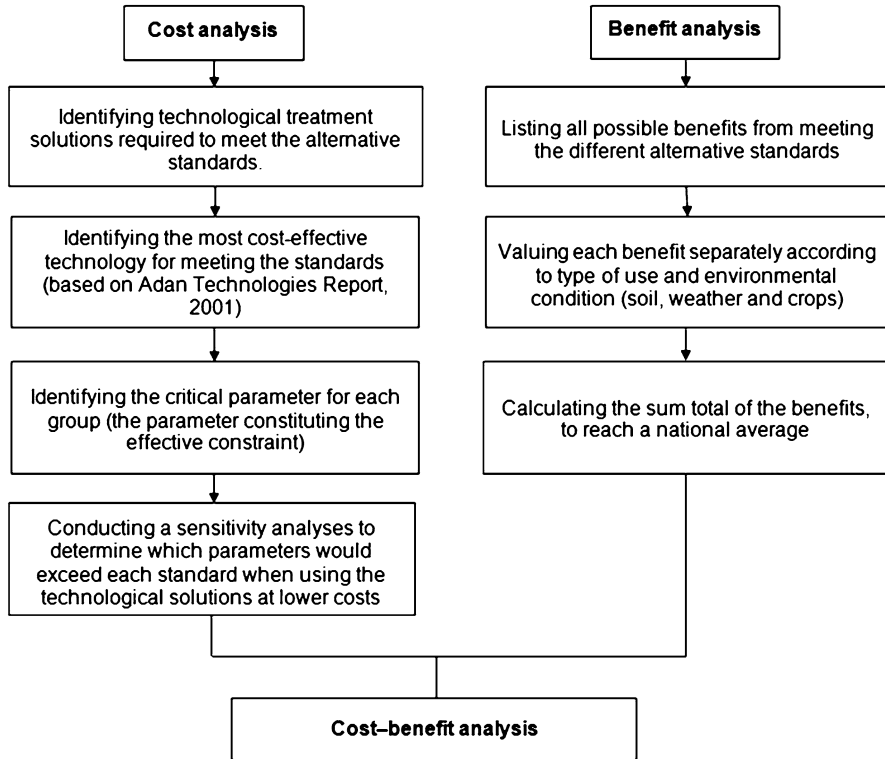 Cost analysis
Identifying technological treatment
solutions required to meet the alternative
standards.
Identifying the most cost-effective
technology for meeting the standards
(based on Adan Technologies Report,
2001)
Identifying the critical parameter for each
group (the parameter constituting the
effective constraint)
Conducting a sensitivity analyses to
determine which parameters would
exceed each standard when using the
technological solutions at lower costs
Benefit analysis
Listing all possible benefits from meeting
the different alternative standards
Valuing each benefit separately according
to type of use and environmental
condition (soil, weather and crops)
Calculating the sum total of the benefits,
to reach a national average
Cost–benefit analysis